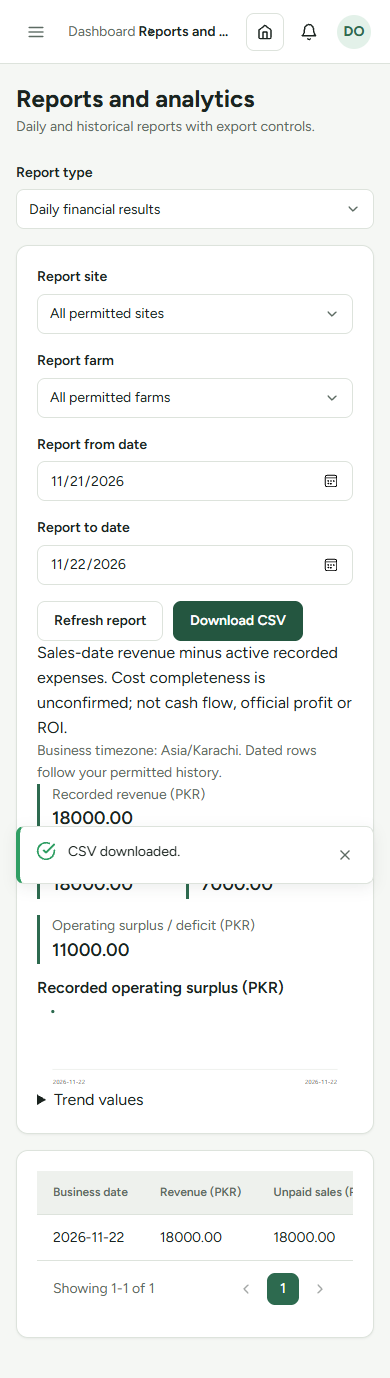 Dashboard Reports and ... DO
Reports and analytics
Daily and historical reports with export controls.
Report type
Daily financial results
Report site
All permitted sites
Report farm
All permitted farms
Report from date
11/21/2026
Report to date
11/22/2026
Refresh report Download CSV
Sales-date revenue minus active recorded
expenses. Cost completeness is
unconfirmed; not cash flow, official profit or
ROI.
Business timezone: Asia/Karachi. Dated rows
follow your permitted history.
Recorded revenue (PKR)
18000.00
CSV downloaded.
18000.00 7000.00
Operating surplus / deficit (PKR)
11000.00
Recorded operating surplus (PKR)
2026-11-22 2026-11-22
Trend values
Business date Revenue (PKR) Unpaid sales (P
2026-11-22 18000.00 18000.00
Showing 1-1 of 1 1